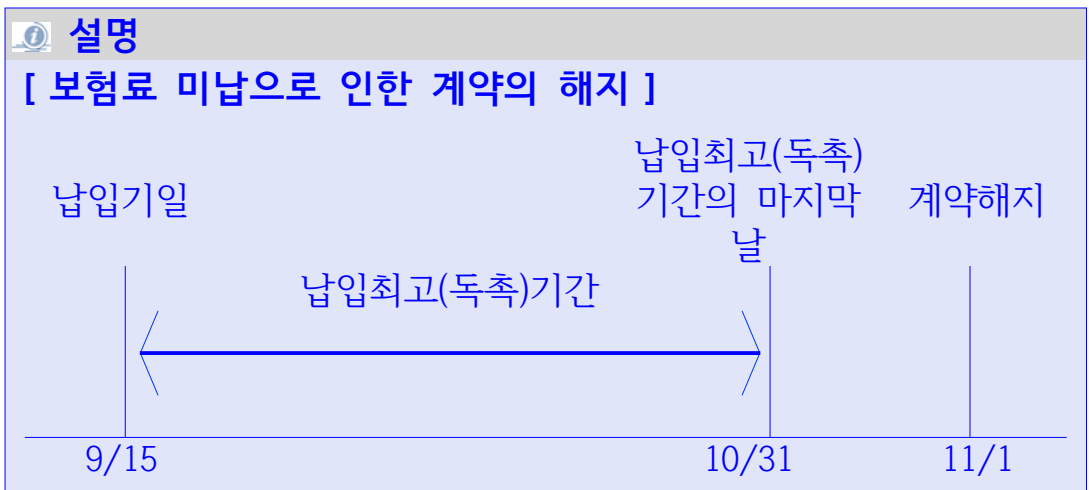 설명
[ 보험료 미납으로 인한 계약의 해지 ]
납입기일
납입최고(독촉)
기간의 마지막
날
계약해지
납입최고(독촉)기간
9/15
10/31
11/1